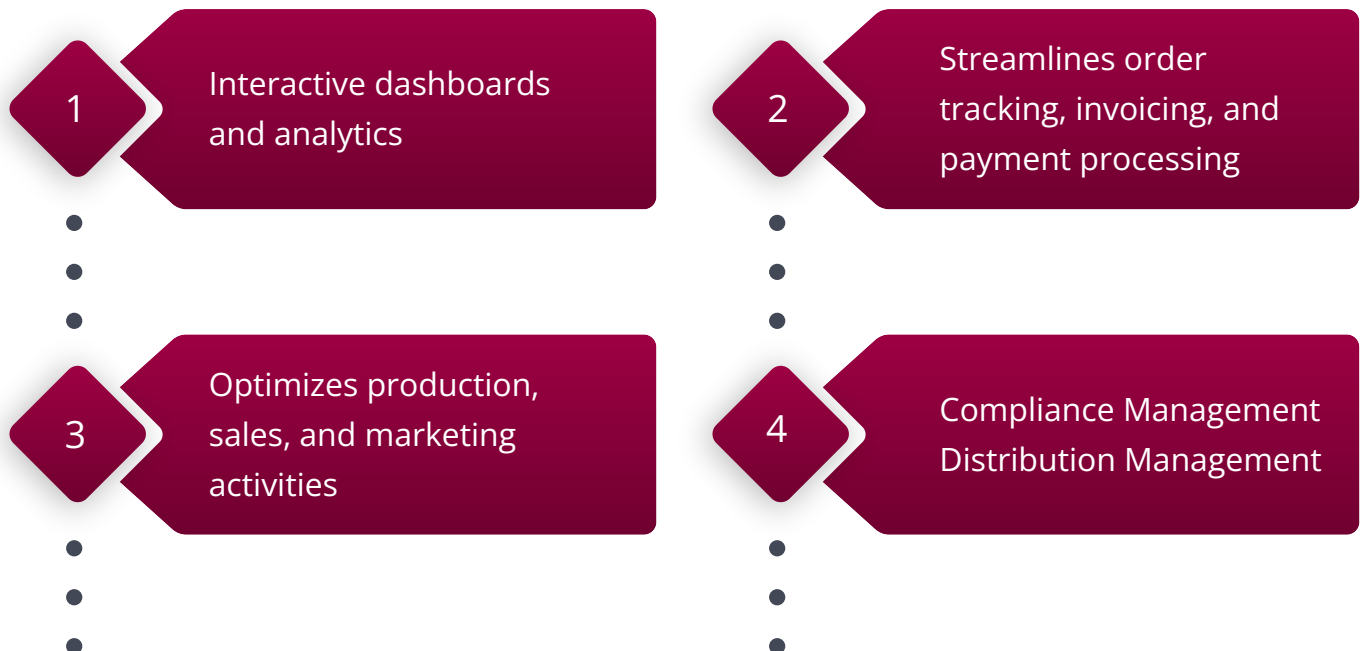 1
Interactive dashboards
and analytics
2
Streamlines order
tracking, invoicing, and
payment processing
3
Optimizes production,
sales, and marketing
activities
4
Compliance Management
Distribution Management